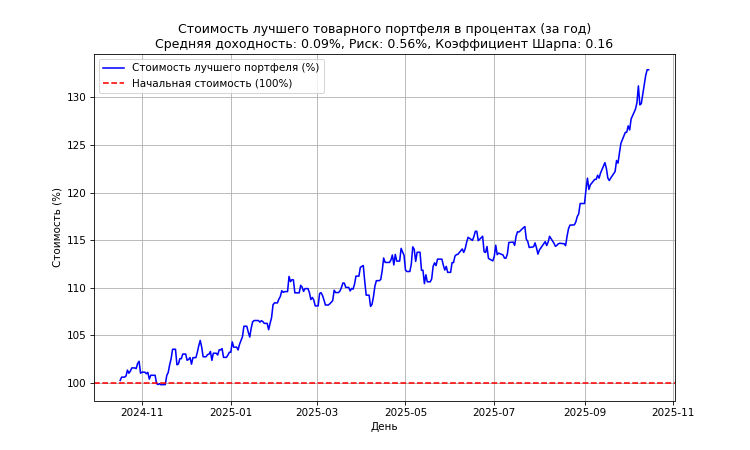 Стоимость лучшего товарного портфеля в процентах (за год)
Средняя доходность: 0.09%, Риск: 0.56%, Коэффициент Шарпа: 0.16
Стоимость лучшего портфеля (%)
Начальная стоимость (100%)
Стоимость (%)
130
125
120
115
110
105
100
2024-11
2025-01
2025-03
2025-05
2025-07
2025-09
2025-11
День